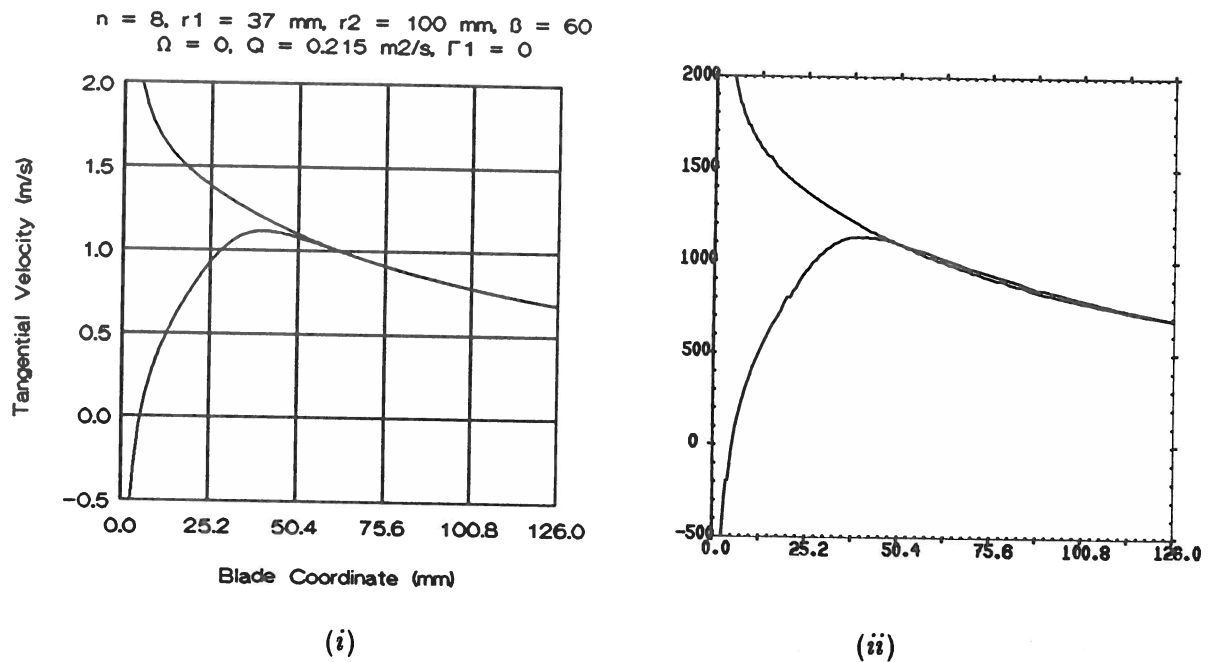 n = 8, r1 = 37 mm, r2 = 100 mm, β = 60
Ω = 0, Q = 0.215 m2/s, Γ1 = 0
2.0
1.5
1.0
0.5
0.0
-0.5
Tangential Velocity (m/s)
0.0 25.2 50.4 75.6 100.8 126.0
Blade Coordinate (mm)
(i)
2000
1500
1000
500
0
-500
0.0 25.2 50.4 75.6 100.8 126.0
(ii)